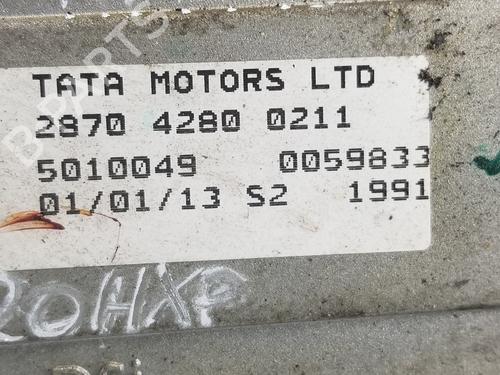 TATA MOTORS LTD
2870 4280 0211
5010049 0059833
01/01/13 S2 1991